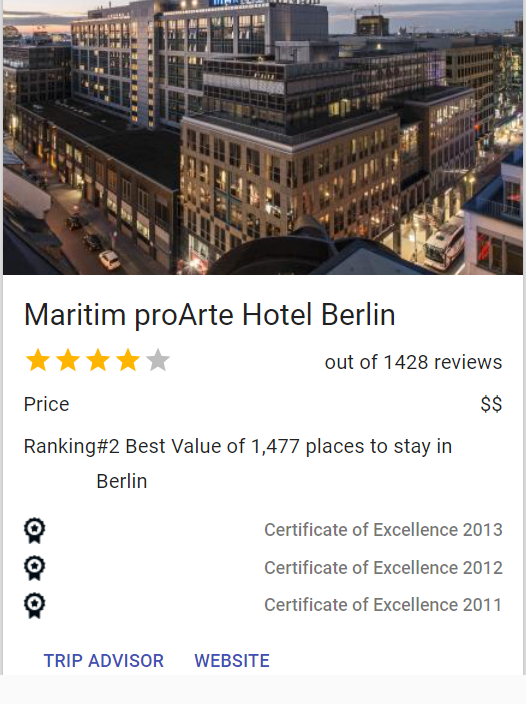 Maritim proArte Hotel Berlin
out of 1428 reviews
Price $$
Ranking#2 Best Value of 1,477 places to stay in
Berlin
Certificate of Excellence 2013
Certificate of Excellence 2012
Certificate of Excellence 2011
TRIP ADVISOR WEBSITE